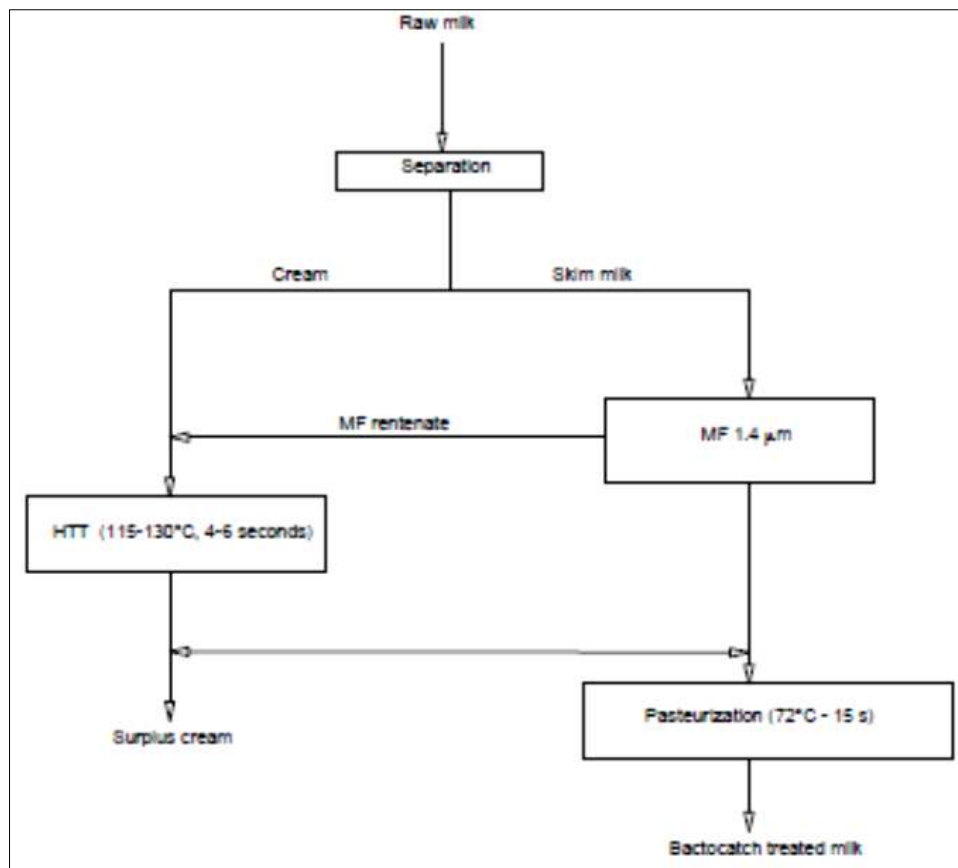 Raw milk
Separation
Cream
Skim milk
MF rentenate
MF 1.4 μm
HTT (115-130°C, 4-6 seconds)
Surplus cream
Pasteurization (72°C - 15 s)
Bactocatch treated milk